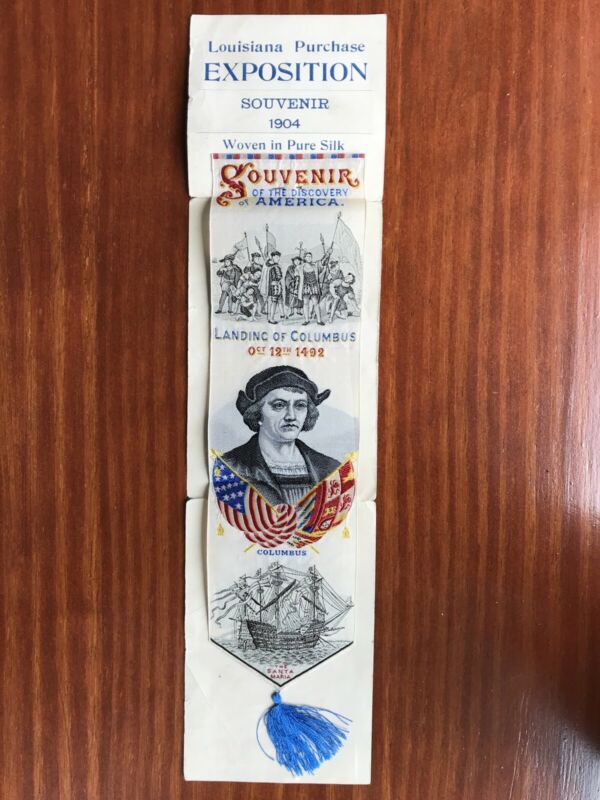 Louisiana Purchase
EXPOSITION
SOUVENIR
1904
Woven in Pure Silk
SOUVENIR
OF THE DISCOVERY
OF AMERICA.
LANDING OF COLUMBUS
OCT 12TH 1492
COLUMBUS
THE
SANTA
MARIA